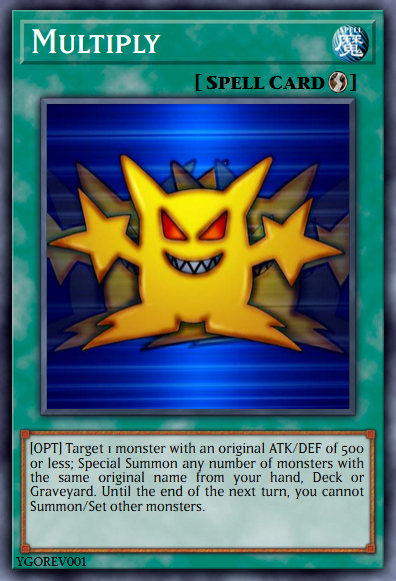 Multiply
SPELL
魔
[ Spell Card ]
[OPT] Target 1 monster with an original ATK/DEF of 500
or less; Special Summon any number of monsters with
the same original name from your hand, Deck or
Graveyard. Until the end of the next turn, you cannot
Summon/Set other monsters.
YGOREV001